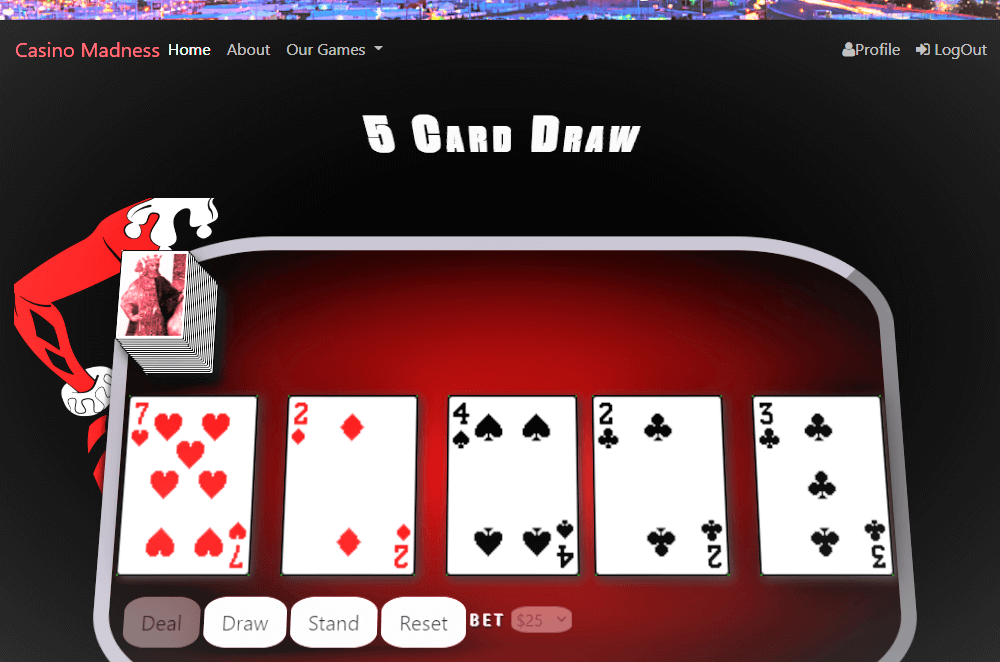 Casino Madness Home About Our Games Profile LogOut
5 Card Draw
7 2 4 2 3
7 2 4 2 3
Deal Draw Stand Reset BET $25